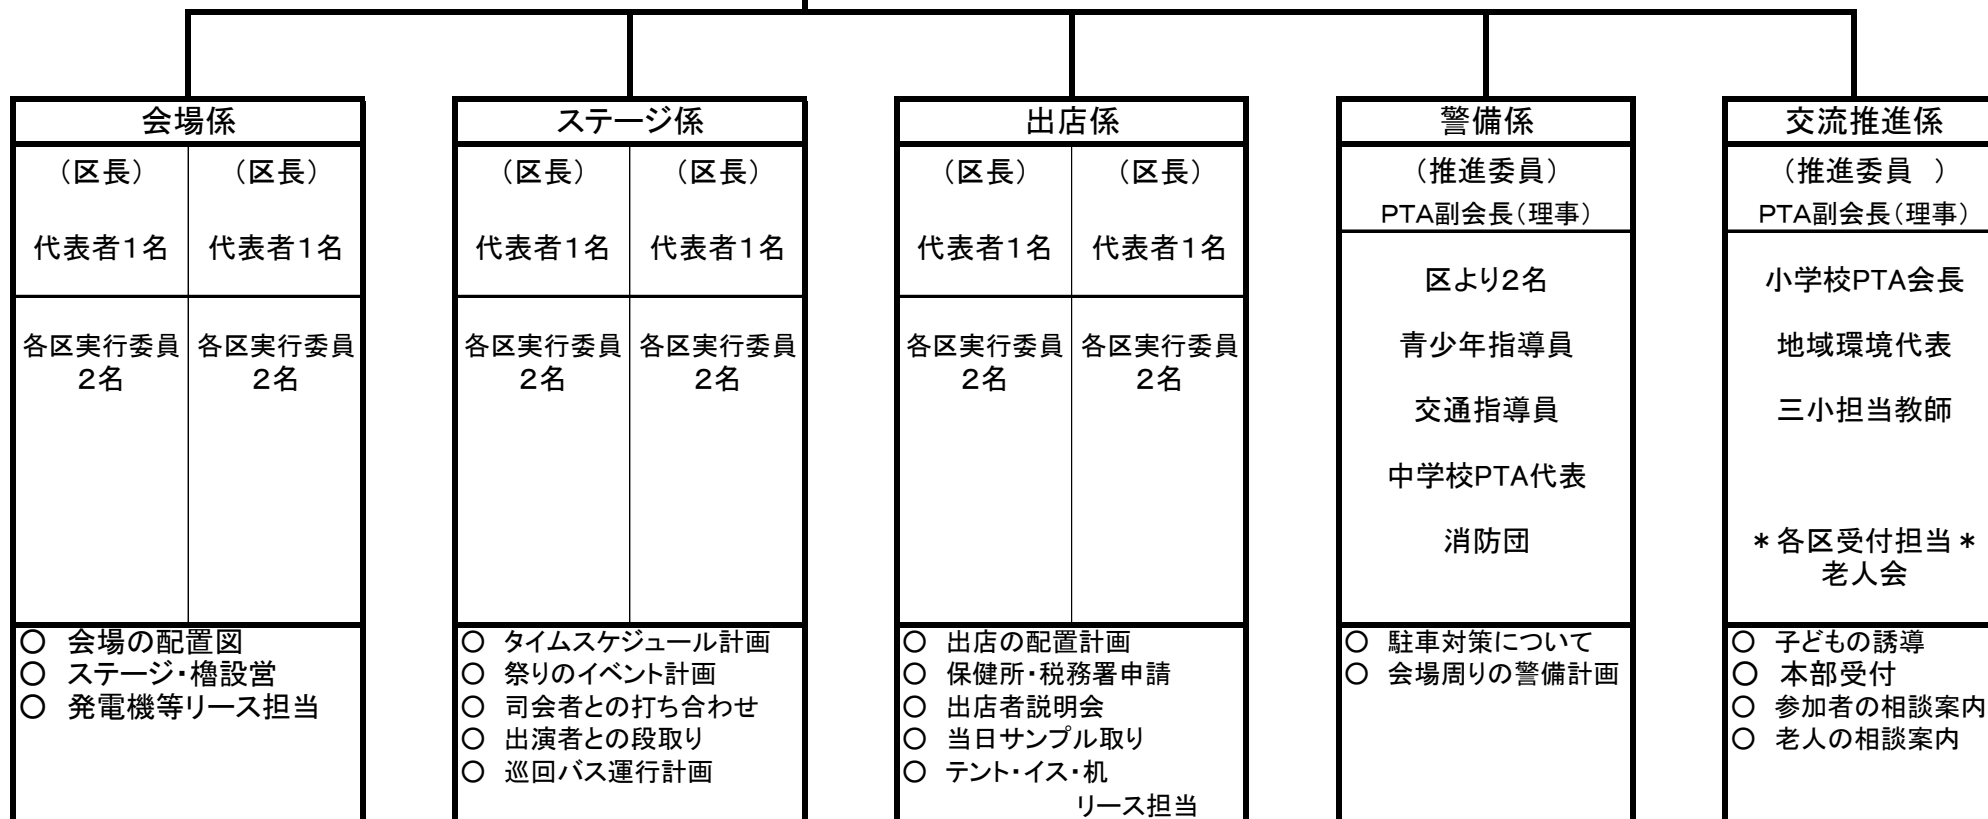 会場係
(区長) (区長)
代表者1名 代表者1名
各区実行委員 各区実行委員
2名 2名
○ 会場の配置図
○ ステージ・櫓設営
○ 発電機等リース担当
ステージ係
(区長) (区長)
代表者1名 代表者1名
各区実行委員 各区実行委員
2名 2名
○ タイムスケジュール計画
○ 祭りのイベント計画
○ 司会者との打ち合わせ
○ 出演者との段取り
○ 巡回バス運行計画
出店係
(区長) (区長)
代表者1名 代表者1名
各区実行委員 各区実行委員
2名 2名
○ 出店の配置計画
○ 保健所・税務署申請
○ 出店者説明会
○ 当日サンプル取り
○ テント・イス・机
リース担当
警備係
(推進委員)
PTA副会長(理事)
区より2名
青少年指導員
交通指導員
中学校PTA代表
消防団
○ 駐車対策について
○ 会場周りの警備計画
交流推進係
(推進委員 )
PTA副会長(理事)
小学校PTA会長
地域環境代表
三小担当教師
*各区受付担当*
老人会
○ 子どもの誘導
○ 本部受付
○ 参加者の相談案内
○ 老人の相談案内